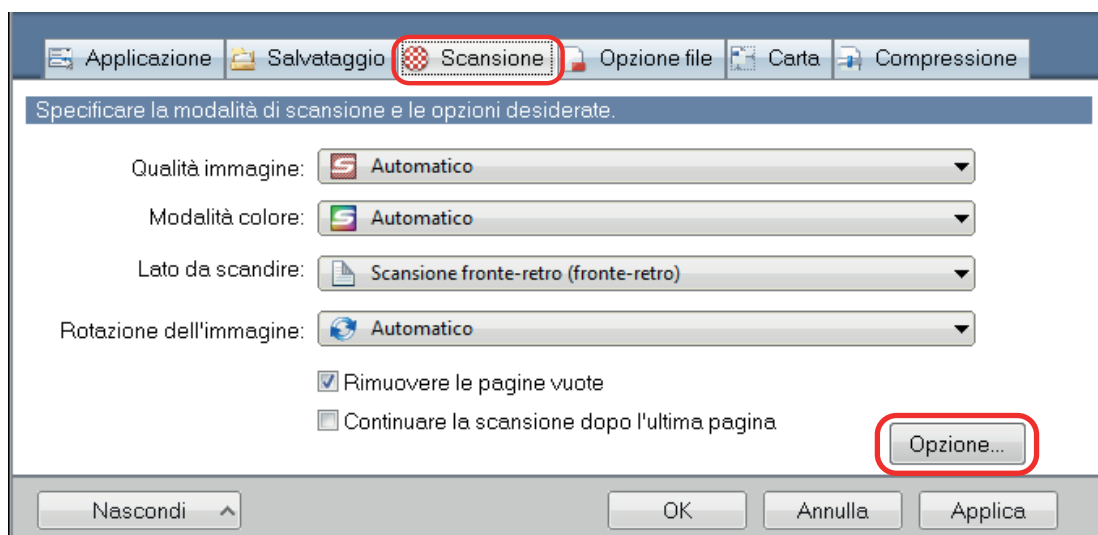 Applicazione Salvataggio Scansione Opzione file Carta Compressione
Specificare la modalità di scansione e le opzioni desiderate.
Qualità immagine: Automatico
Modalità colore: Automatico
Lato da scandire: Scansione fronte-retro (fronte-retro)
Rotazione dell'immagine: Automatico
Rimuovere le pagine vuote
Continuare la scansione dopo l'ultima pagina
Opzione...
Nascondi OK Annulla Applica